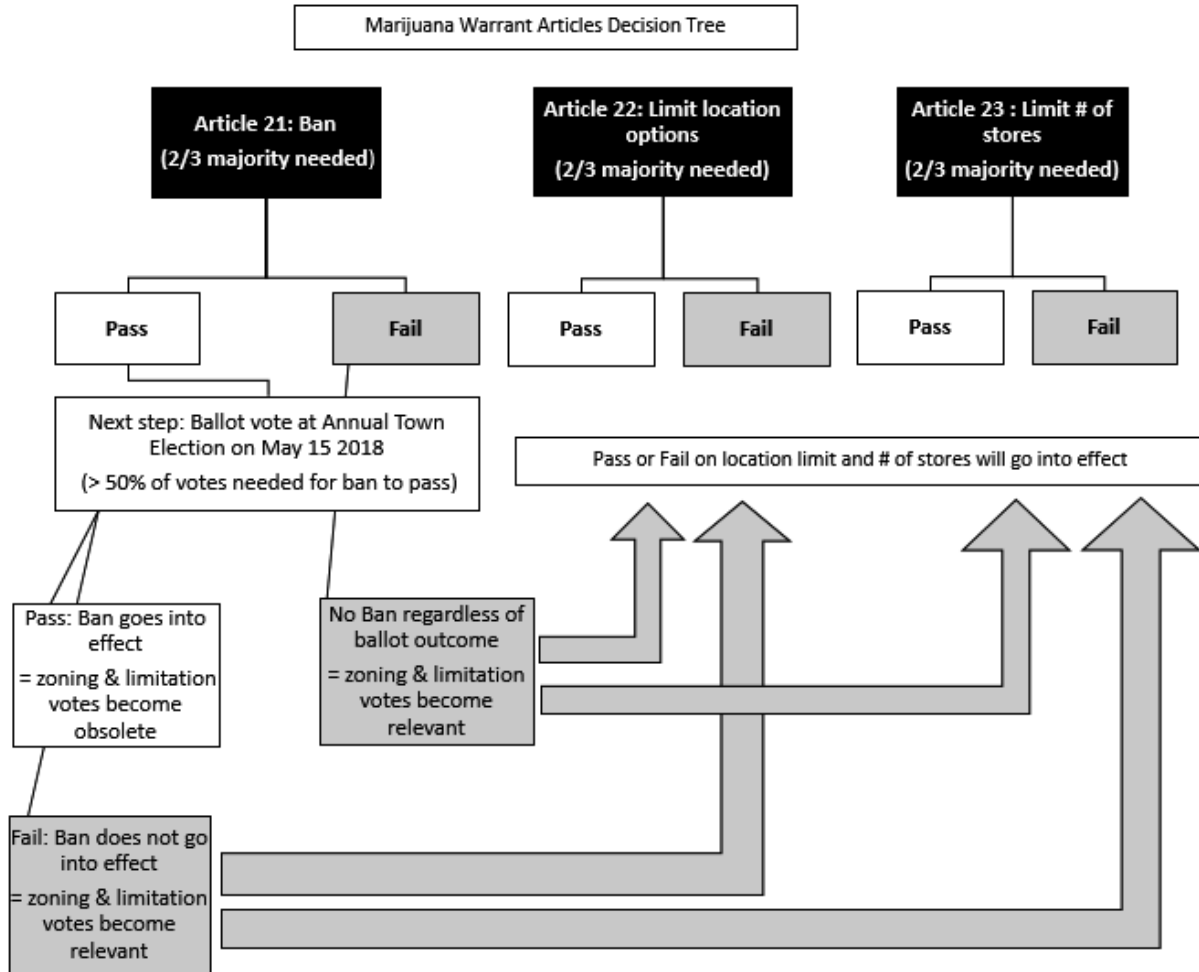 Marijuana Warrant Articles Decision Tree
Article 21: Ban
(2/3 majority needed)
Article 22: Limit location
options
(2/3 majority needed)
Article 23 : Limit # of
stores
(2/3 majority needed)
Pass
Fail
Pass
Fail
Pass
Fail
Next step: Ballot vote at Annual Town
Election on May 15 2018
(> 50% of votes needed for ban to pass)
Pass or Fail on location limit and # of stores will go into effect
Pass: Ban goes into
effect
= zoning & limitation
votes become
obsolete
No Ban regardless of
ballot outcome
= zoning & limitation
votes become
relevant
Fail: Ban does not go
into effect
= zoning & limitation
votes become
relevant